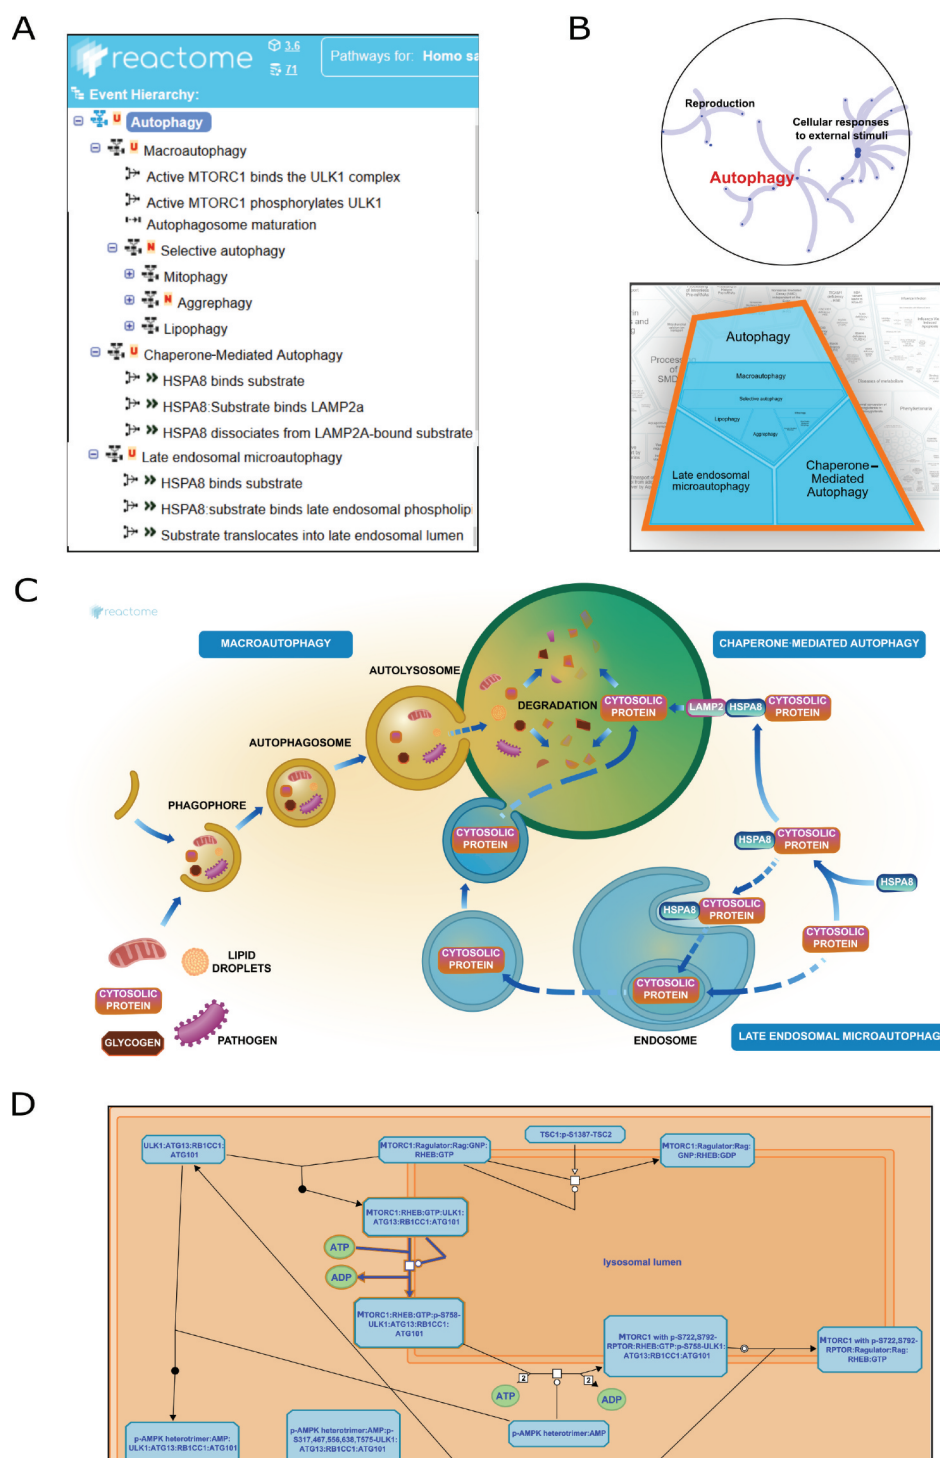 A
reactome
3.6
71
Pathways for: Homo sa
Event Hierarchy:
U Autophagy
U Macroautophagy
Active MTORC1 binds the ULK1 complex
Active MTORC1 phosphorylates ULK1
Autophagosome maturation
N Selective autophagy
Mitophagy
N Aggrephagy
Lipophagy
U Chaperone-Mediated Autophagy
HSPA8 binds substrate
HSPA8:Substrate binds LAMP2a
HSPA8 dissociates from LAMP2A-bound substrate
U Late endosomal microautophagy
HSPA8 binds substrate
HSPA8:substrate binds late endosomal phospholip
Substrate translocates into late endosomal lumen
B
Reproduction
Cellular responses
to external stimuli
Autophagy
Autophagy
Macroautophagy
Selective autophagy
Lipophagy
Aggrephagy
Late endosomal
microautophagy
Chaperone–
Mediated
Autophagy
C
reactome
MACROAUTOPHAGY
CHAPERONE-MEDIATED AUTOPHAGY
AUTOLYSOSOME
DEGRADATION
CYTOSOLIC
PROTEIN
LAMP2
HSPA8
CYTOSOLIC
PROTEIN
AUTOPHAGOSOME
PHAGOPHORE
CYTOSOLIC
PROTEIN
HSPA8
CYTOSOLIC
PROTEIN
HSPA8
HSPA8
CYTOSOLIC
PROTEIN
CYTOSOLIC
PROTEIN
LIPID
DROPLETS
CYTOSOLIC
PROTEIN
CYTOSOLIC
PROTEIN
CYTOSOLIC
PROTEIN
GLYCOGEN
PATHOGEN
ENDOSOME
LATE ENDOSOMAL MICROAUTOPHAG
D
ULK1:ATG13:RB1CC1:
ATG101
MTORC1:Ragulator:Rag:GNP:
RHEB:GTP
TSC1:p-S1387-TSC2
MTORC1:Ragulator:Rag:
GNP:RHEB:GDP
MTORC1:RHEB:GTP:ULK1:
ATG13:RB1CC1:ATG101
ATP
ADP
lysosomal lumen
MTORC1:RHEB:GTP:p-S758-
ULK1:ATG13:RB1CC1:
ATG101
MTORC1 with p-S722,S792-
RPTOR:RHEB:GTP:p-S758-ULK1:
ATG13:RB1CC1:ATG101
MTORC1 with p-S722,S792-
RPTOR:Ragulator:Rag:
RHEB:GTP
2
2
ATP
ADP
p-AMPK heterotrimer:AMP:
ULK1:ATG13:RB1CC1:ATG101
p-AMPK heterotrimer:AMP:p-
S317,467,556,638,T575-ULK1:
ATG13:RB1CC1:ATG101
p-AMPK heterotrimer:AMP